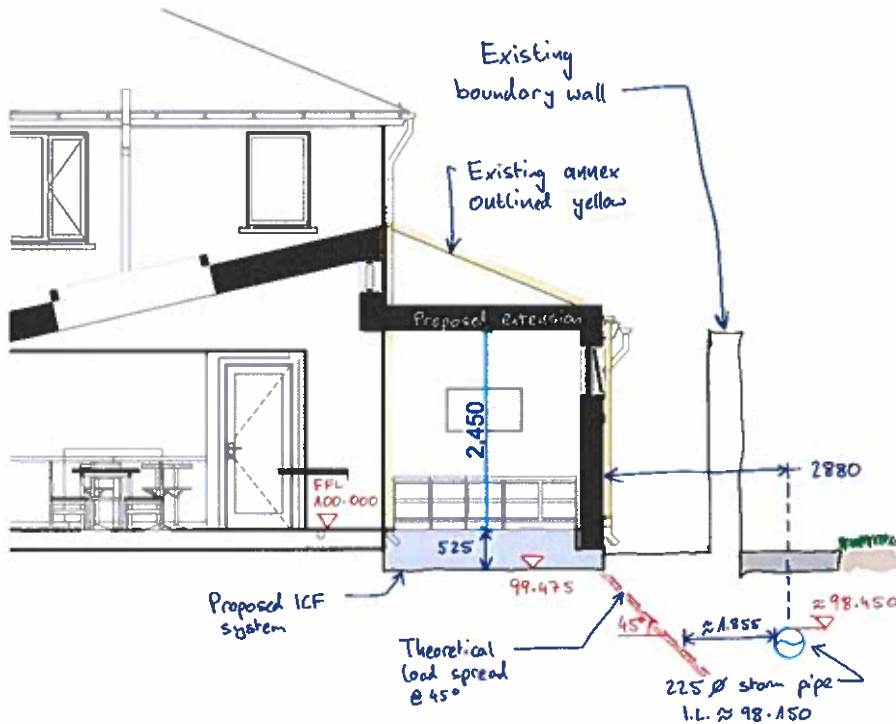 Existing
boundary wall
Existing annex
outlined yellow
Proposed extension
2,450
2880
FFL
100.000
525
99.475
≈98.450
Proposed ICF
system
45°
≈1.855
Theoretical
load spread
@ 45°
225 Ø storm pipe
I.L. ≈ 98.150